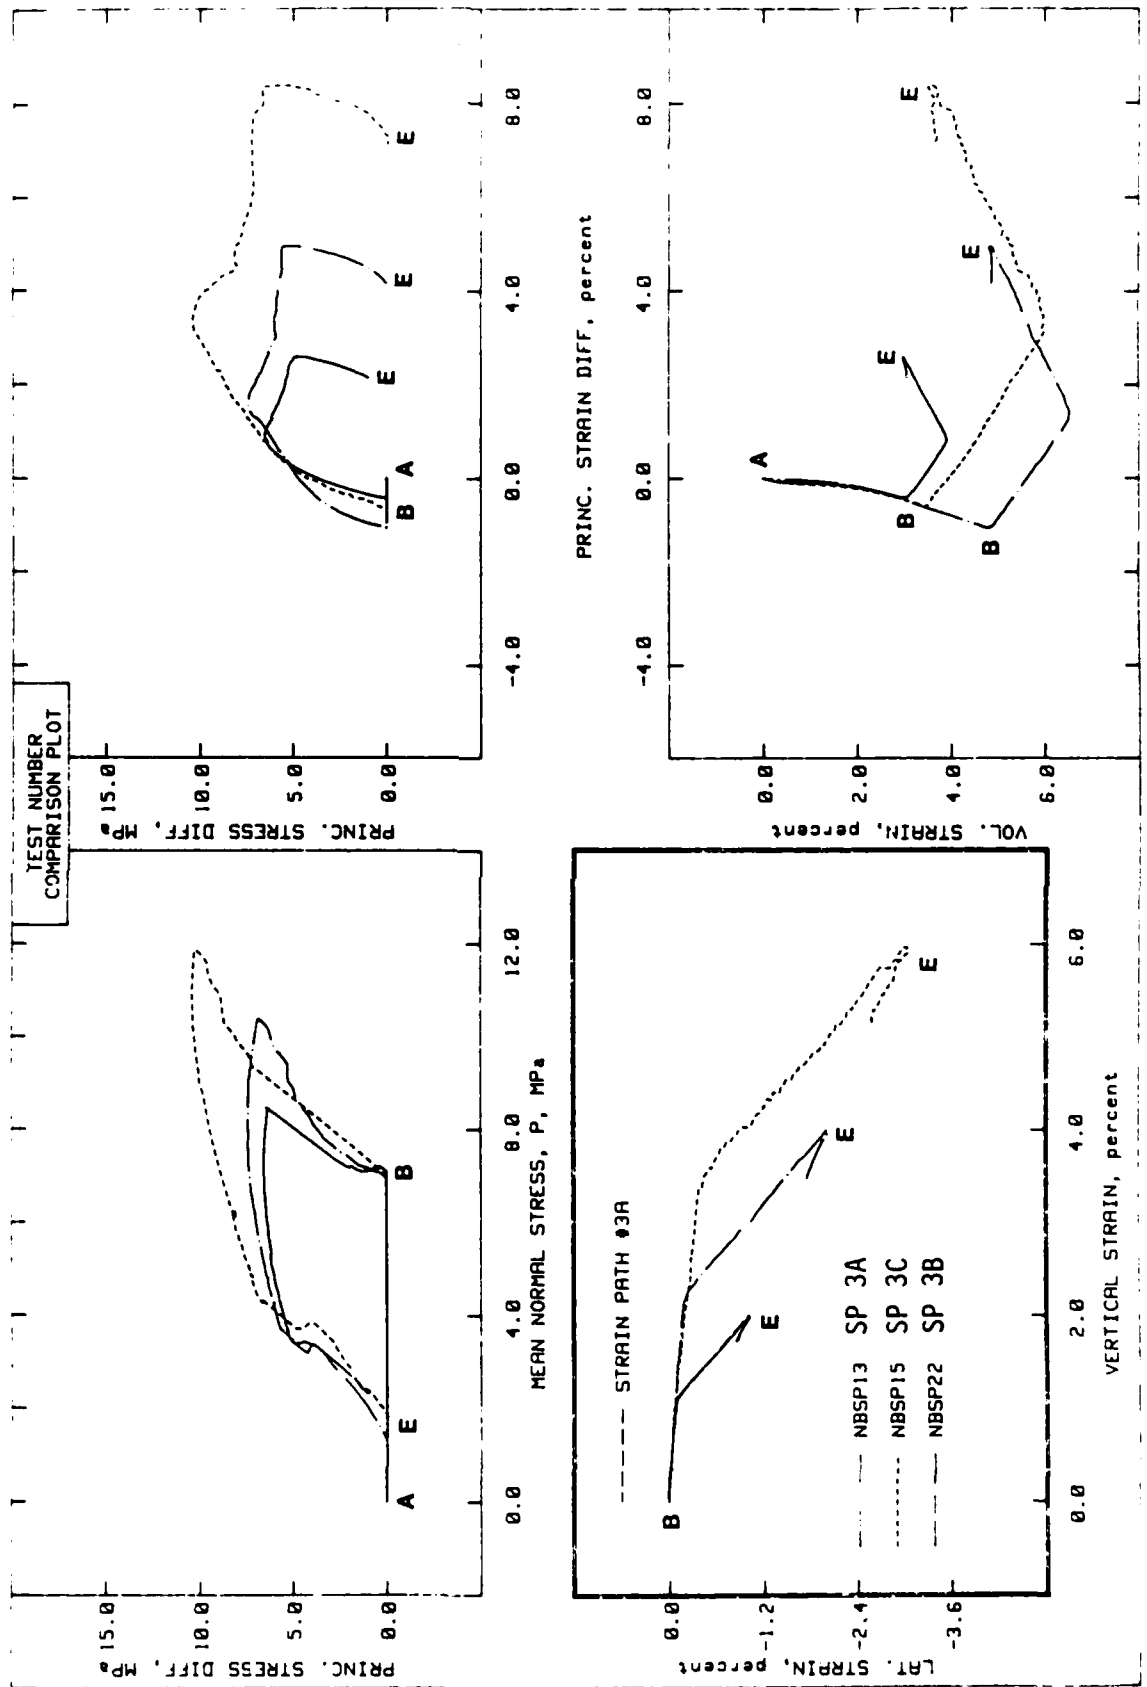 TEST NUMBER
COMPARISON PLOT
PRINC. STRESS DIFF, MPa
15.0
10.0
5.0
0.0
A
E
B
0.0
4.0
8.0
12.0
MEAN NORMAL STRESS, P, MPa
PRINC. STRESS DIFF, MPa
15.0
10.0
5.0
0.0
B
A
E
E
E
-4.0
0.0
4.0
8.0
PRINC. STRAIN DIFF, percent
LAT. STRAIN, percent
0.0
-1.2
-2.4
-3.6
B
E
E
E
STRAIN PATH #3A
NBSP13 SP 3A
NBSP15 SP 3C
NBSP22 SP 3B
0.0
2.0
4.0
6.0
VERTICAL STRAIN, percent
VOL. STRAIN, percent
0.0
2.0
4.0
6.0
A
B
B
E
E
E
-4.0
0.0
4.0
8.0